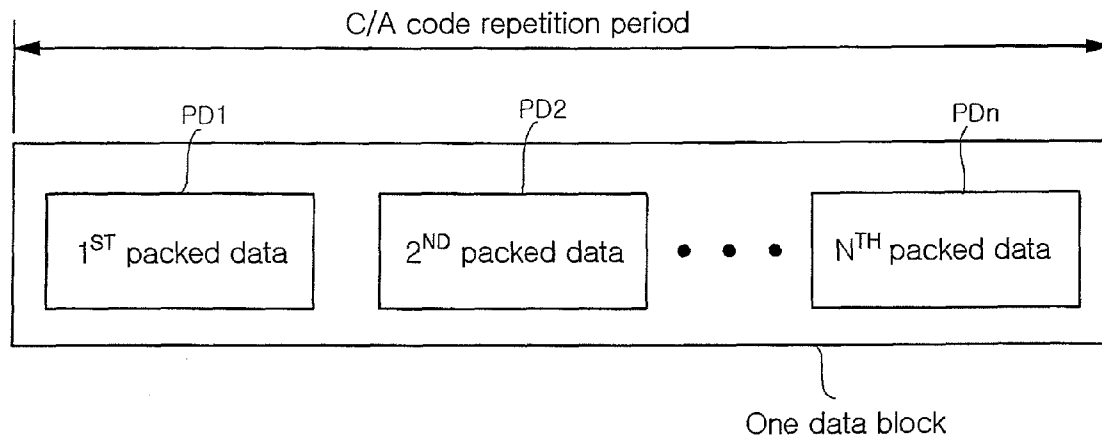 C/A code repetition period
PD1
PD2
PDn
1ST packed data
2ND packed data
NTH packed data
One data block